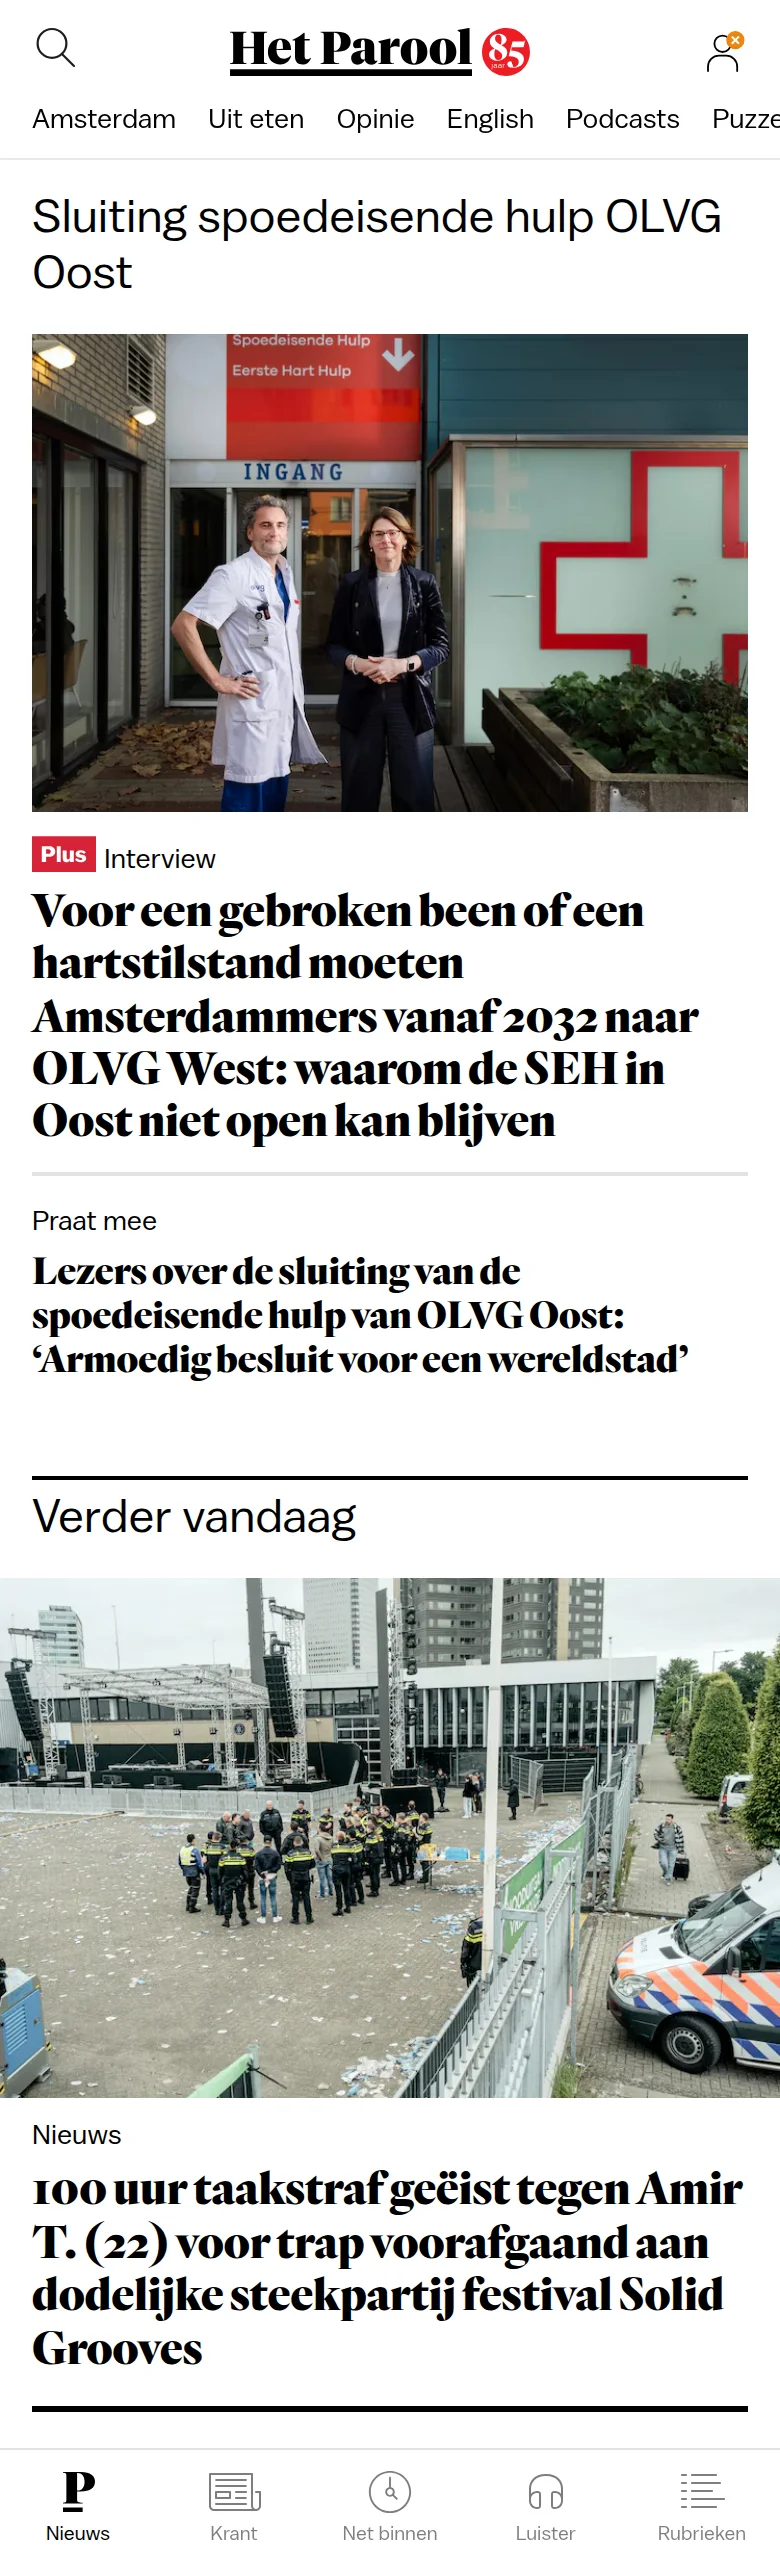 Het Parool 85 jaar
Amsterdam Uit eten Opinie English Podcasts Puzze
Sluiting spoedeisende hulp OLVG
Oost
Spoedeisende Hulp
Eerste Hart Hulp
INGANG
olvg
Plus Interview
Voor een gebroken been of een
hartstilstand moeten
Amsterdammers vanaf 2032 naar
OLVG West: waarom de SEH in
Oost niet open kan blijven
Praat mee
Lezers over de sluiting van de
spoedeisende hulp van OLVG Oost:
‘Armoedig besluit voor een wereldstad’
Verder vandaag
Nieuws
100 uur taakstraf geëist tegen Amir
T. (22) voor trap voorafgaand aan
dodelijke steekpartij festival Solid
Grooves
P
Nieuws Krant Net binnen Luister Rubrieken